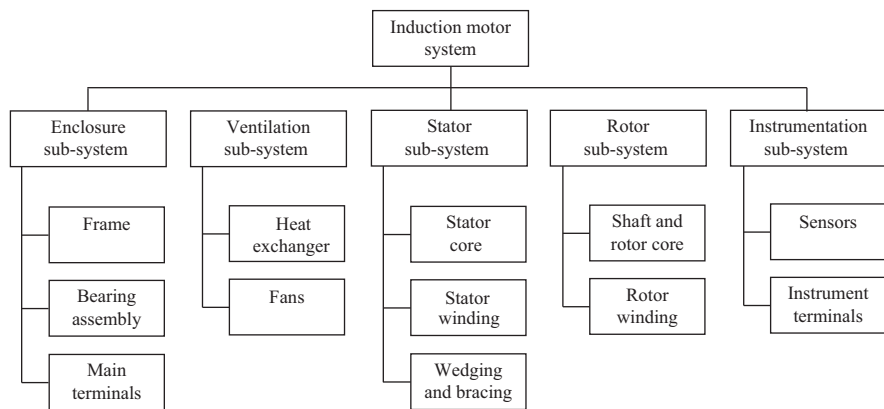 Induction motor
system
Enclosure
sub-system
Ventilation
sub-system
Stator
sub-system
Rotor
sub-system
Instrumentation
sub-system
Frame
Bearing
assembly
Main
terminals
Heat
exchanger
Fans
Stator
core
Stator
winding
Wedging
and bracing
Shaft and
rotor core
Rotor
winding
Sensors
Instrument
terminals